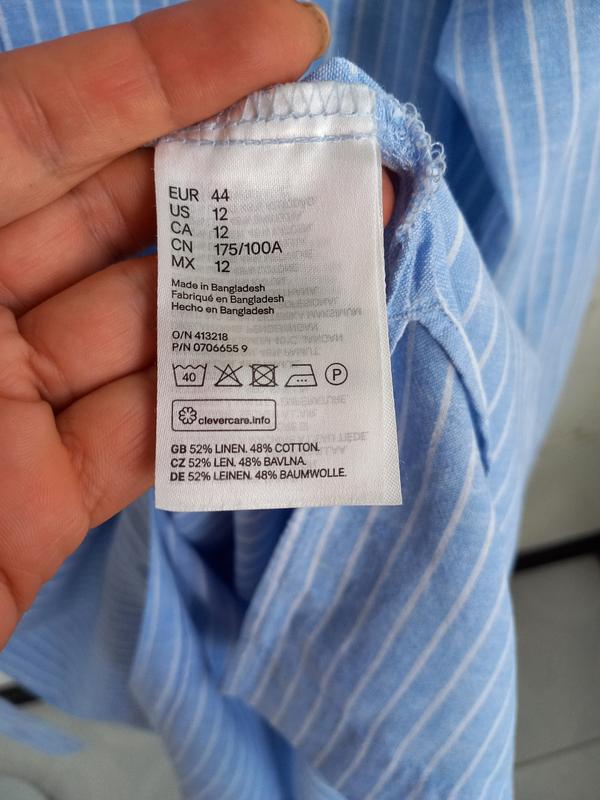 EUR 44
US 12
CA 12
CN 175/100A
MX 12
Made in Bangladesh
Fabriqué en Bangladesh
Hecho en Bangladesh
O/N 413218
P/N 0706655 9
40 P
clevercare.info
GB 52% LINEN. 48% COTTON.
CZ 52% LEN. 48% BAVLNA.
DE 52% LEINEN. 48% BAUMWOLLE.